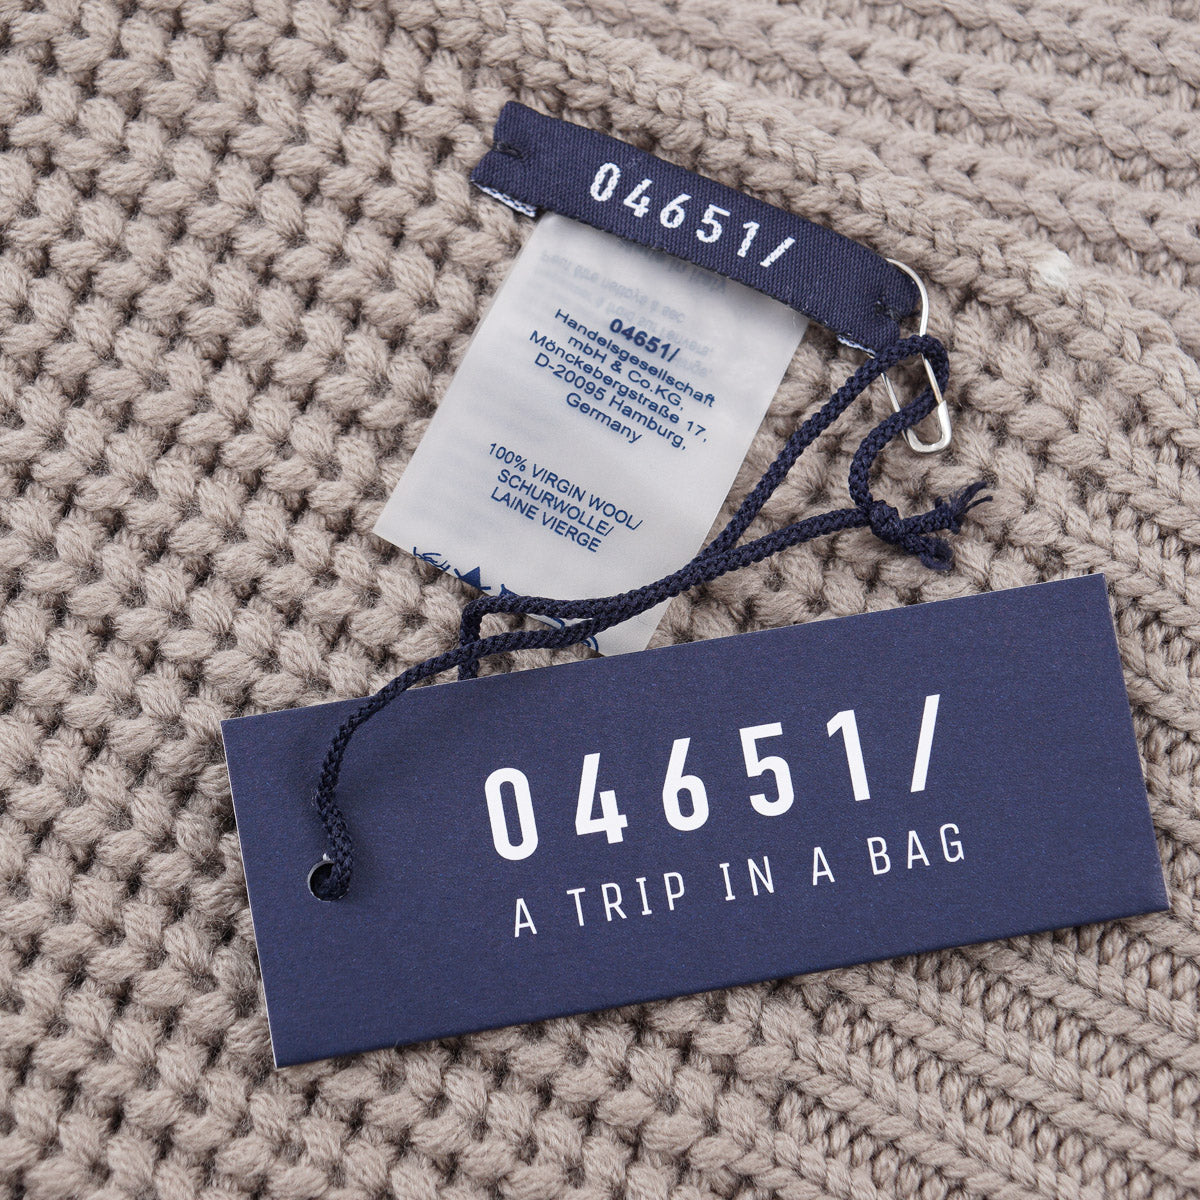 04651/
04651/
Handelsgesellschaft
mbH & Co.KG,
Mönckebergstraße 17,
D-20095 Hamburg,
Germany
100% VIRGIN WOOL/
SCHURWOLLE/
LAINE VIERGE
04651/
A TRIP IN A BAG